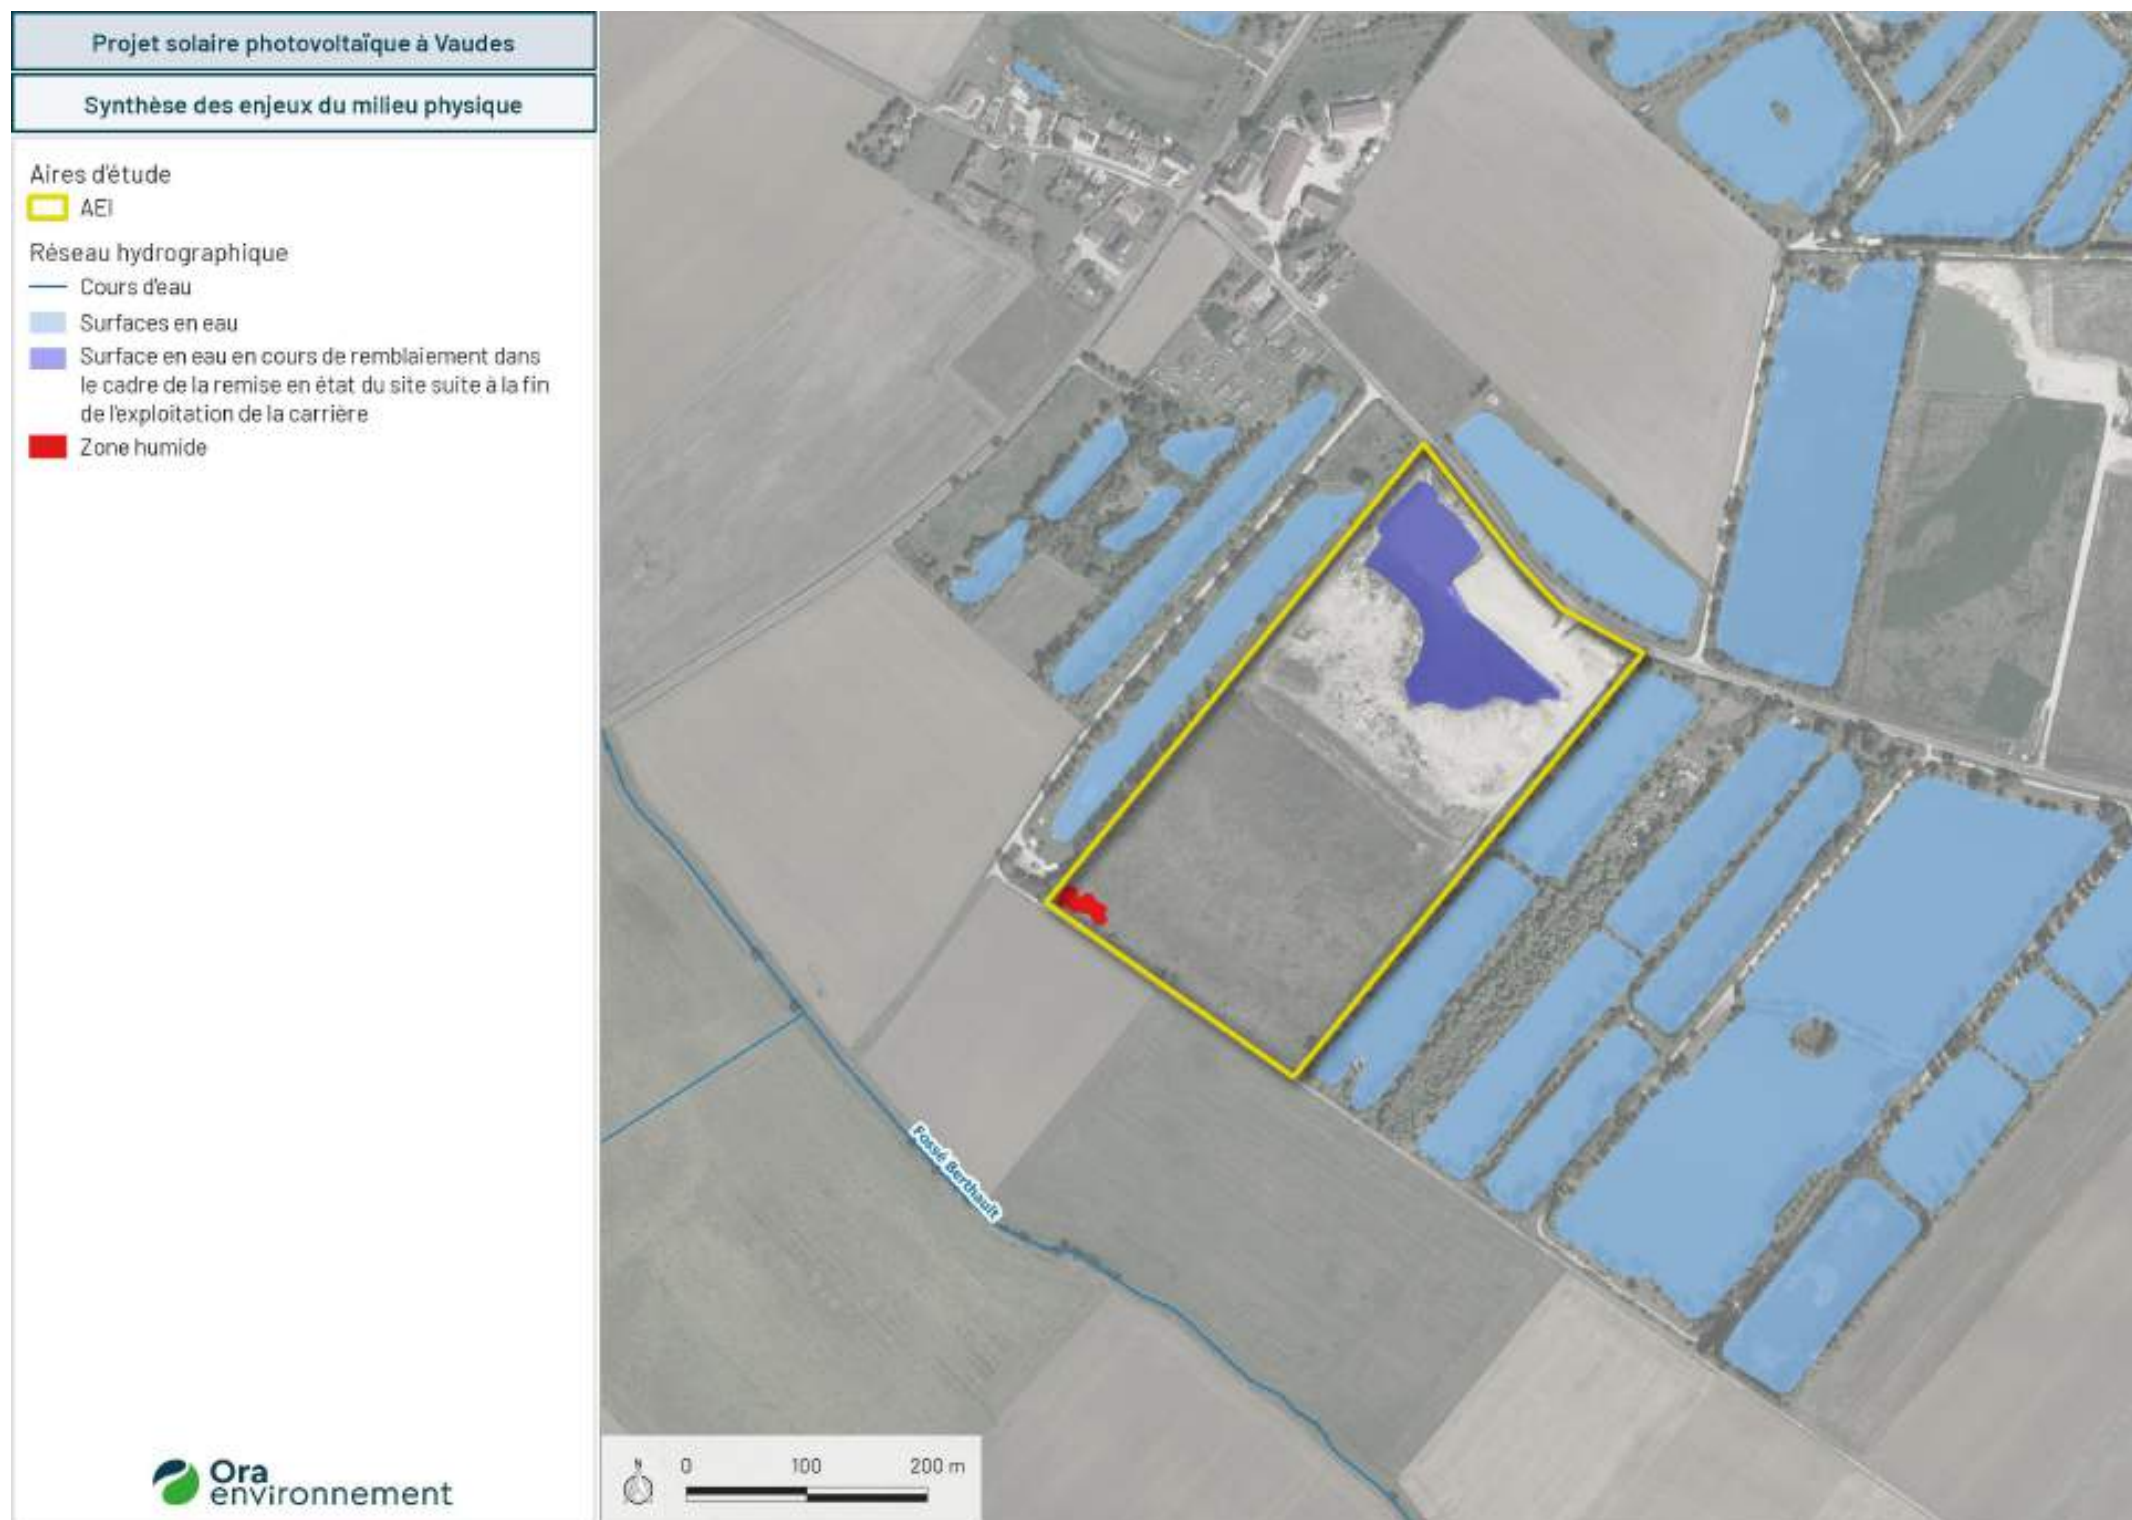 Projet solaire photovoltaïque à Vaudes
Synthèse des enjeux du milieu physique
Aires d'étude
AEI
Réseau hydrographique
Cours d'eau
Surfaces en eau
Surface en eau en cours de remblaiement dans
le cadre de la remise en état du site suite à la fin
de l'exploitation de la carrière
Zone humide
Fossé Berthault
N
0 100 200 m
Ora
environnement